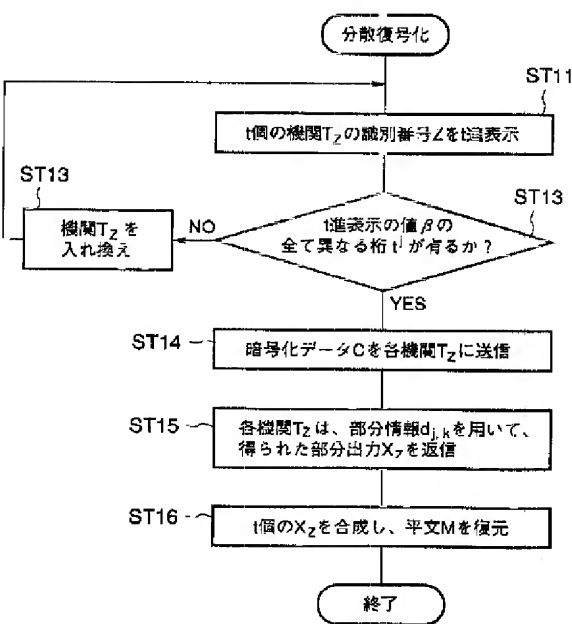 分散復号化
ST11
t個の機関TZの識別番号Zをt進表示
ST13
ST13
機関TZを
入れ換え
NO
t進表示の値βの
全て異なる桁 t^j が有るか?
YES
ST14
暗号化データCを各機関TZに送信
ST15
各機関TZは、部分情報dj,kを用いて、
得られた部分出力XZを返信
ST16
t個のXZを合成し、平文Mを復元
終了